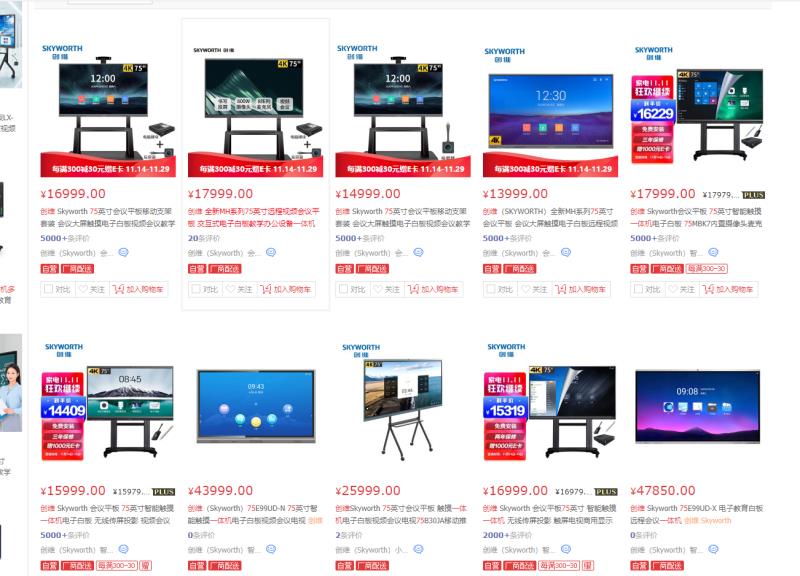 SKYWORTH
创维
4K 75"
12:00
每满300减30元赠E卡 11.14-11.29
¥16999.00
创维 Skyworth 75英寸会议平板移动支架
套装 会议大屏触摸电子白板视频会议教学
5000+条评价
创维（Skyworth）会...
自营 厂商配送
对比 关注 加入购物车
SKYWORTH 创维
4K 75"
每满300减30元赠E卡 11.14-11.29
¥17999.00
创维 全新MH系列75英寸远程视频会议平
板 交互式电子白板教学办公设备一体机
20条评价
创维（Skyworth）会...
自营 厂商配送
对比 关注 加入购物车
SKYWORTH
创维
4K 75"
12:00
每满300减30元赠E卡 11.14-11.29
¥14999.00
创维 Skyworth 75英寸会议平板移动支架
套装 会议大屏触摸电子白板视频会议教学
5000+条评价
创维（Skyworth）会...
自营 厂商配送
对比 关注 加入购物车
SKYWORTH
创维
12:30
4K
每满300减30元赠E卡 11.14-11.29
¥13999.00
创维（SKYWORTH）全新MH系列75英寸
会议平板 会议大屏触摸电子白板远程视频
5000+条评价
创维（Skyworth）会...
自营 厂商配送
对比 关注 加入购物车
SKYWORTH
创维
家电11.11
狂欢继续
到手价
¥16229
免费安装
三年保修
赠1000元E卡
4K 75"
¥17999.00 ¥17979.... PLUS
创维 Skyworth会议平板 75英寸智能触摸
一体机电子白板 75MBK7内置摄像头麦克
5000+条评价
创维（Skyworth）智...
自营 厂商配送 每满300-30
对比 关注 加入购物车
SKYWORTH
创维
家电11.11
狂欢继续
到手价
¥14409
免费安装
三年保修
赠1000元E卡
4K 75"
08:45
¥15999.00 ¥15979.... PLUS
创维 Skyworth 会议平板 75英寸智能触摸
一体机电子白板 无线传屏投影 视频会议
5000+条评价
创维（Skyworth）智...
自营 厂商配送 每满300-30 赠
09:43
¥43999.00
创维（Skyworth）75E99UD-N 75英寸智
能触摸一体机电子白板视频会议电视 创维
0条评价
创维（Skyworth）智...
自营 厂商配送
SKYWORTH
创维
4K 75"
¥25999.00
创维Skyworth 75英寸会议平板 触摸一体
机电子白板视频会议电视75B30JA移动推
2条评价
创维（Skyworth）小...
自营 厂商配送
SKYWORTH
创维
家电11.11
狂欢继续
到手价
¥15319
免费安装
两年保修
赠1000元E卡
4K 75"
¥16999.00 ¥16979.... PLUS
创维 Skyworth 会议平板75英寸 智能触摸
一体机 无线传屏投影 触屏电视商用显示
2000+条评价
创维（Skyworth）智...
自营 厂商配送 每满300-30 赠
09:08
¥47850.00
创维 Skyworth 75E99UD-X 电子教育白板
远程会议一体机 创维 Skyworth
0条评价
创维（Skyworth）智...
自营 厂商配送